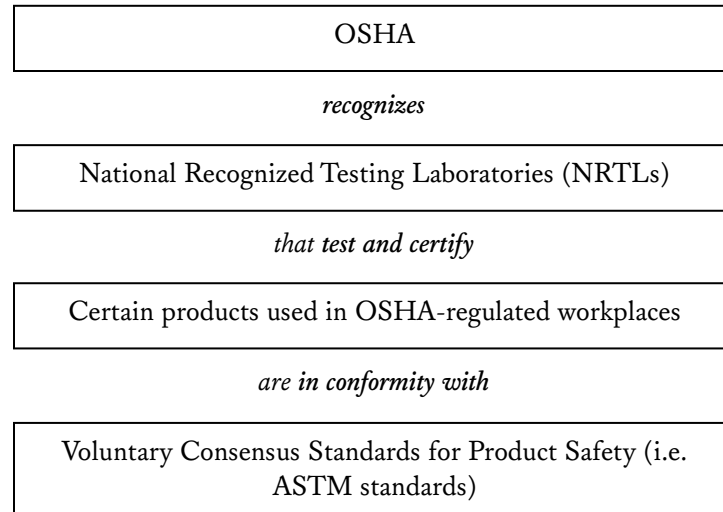 OSHA
recognizes
National Recognized Testing Laboratories (NRTLs)
that test and certify
Certain products used in OSHA-regulated workplaces
are in conformity with
Voluntary Consensus Standards for Product Safety (i.e.
ASTM standards)